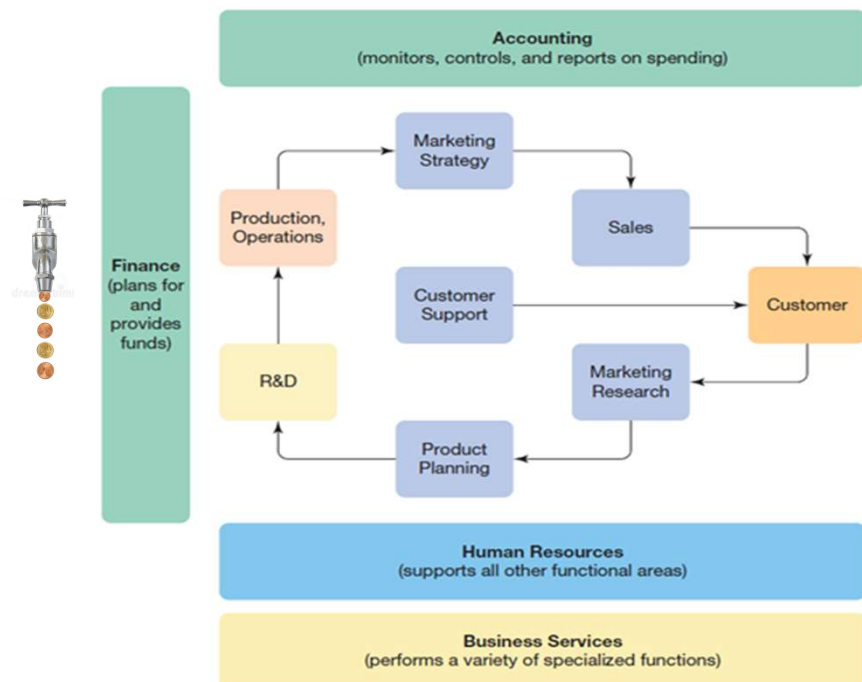 Accounting
(monitors, controls, and reports on spending)
Marketing
Strategy
Production,
Operations
Sales
Finance
(plans for
and
provides
funds)
Customer
Support
Customer
R&D
Marketing
Research
Product
Planning
Human Resources
(supports all other functional areas)
Business Services
(performs a variety of specialized functions)